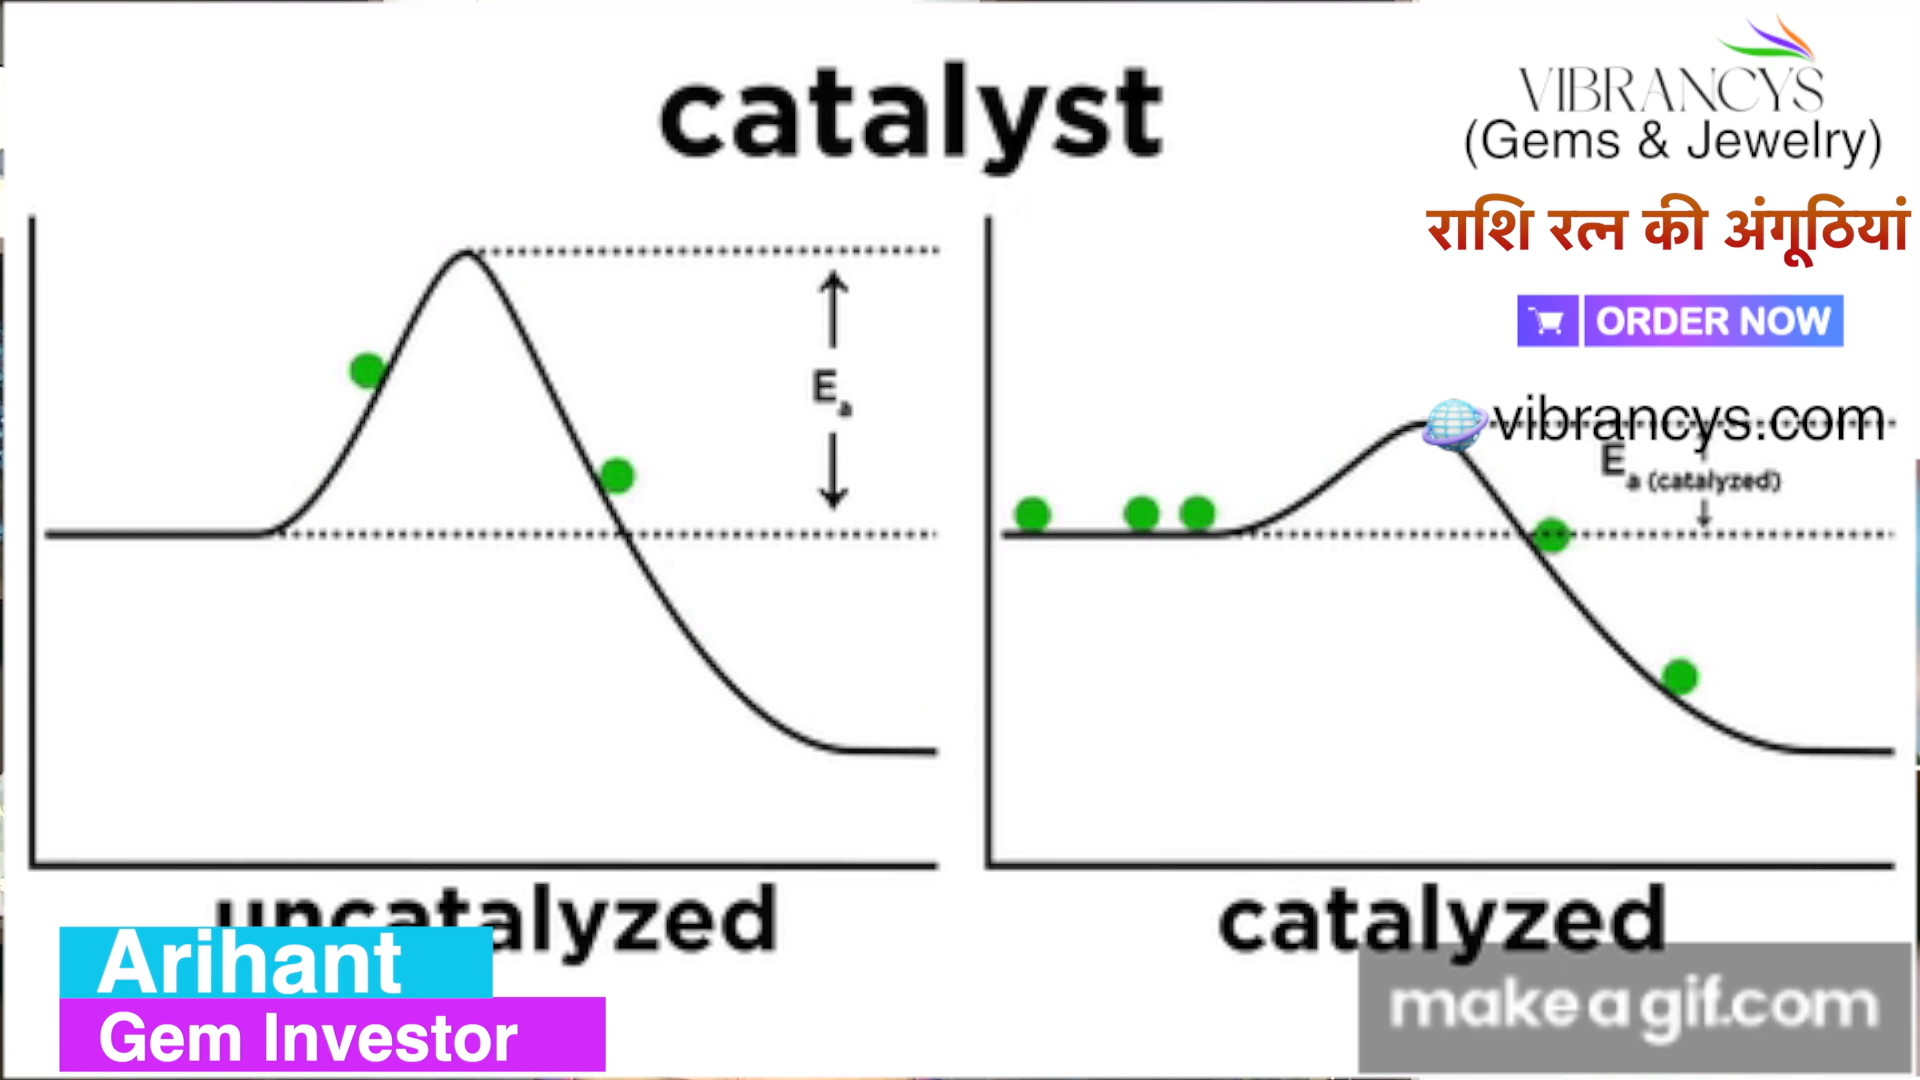 catalyst
VIBRANCYS
(Gems & Jewelry)
राशि रत्न की अंगूठियां
ORDER NOW
vibrancys.com
Ea
Ea (catalyzed)
uncatalyzed
catalyzed
Arihant
Gem Investor
makeagif.com